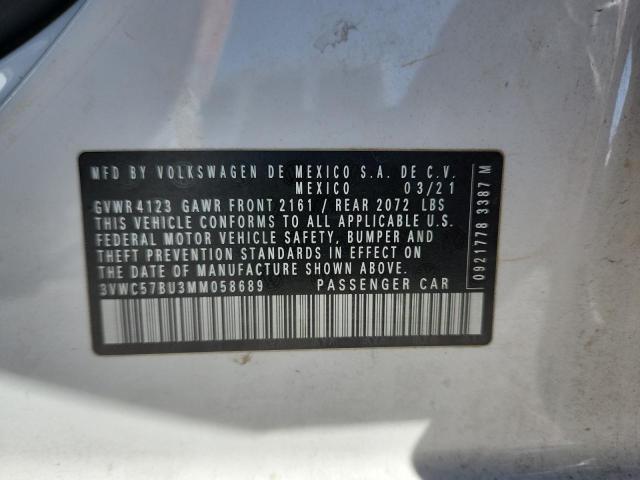 MFD BY VOLKSWAGEN DE MEXICO S.A. DE C.V.
MEXICO 03/21
GVWR 4123 GAWR FRONT 2161 / REAR 2072 LBS
THIS VEHICLE CONFORMS TO ALL APPLICABLE U.S.
FEDERAL MOTOR VEHICLE SAFETY, BUMPER AND
THEFT PREVENTION STANDARDS IN EFFECT ON
THE DATE OF MANUFACTURE SHOWN ABOVE.
3VWC57BU3MM058689 PASSENGER CAR
0921778 3387 M